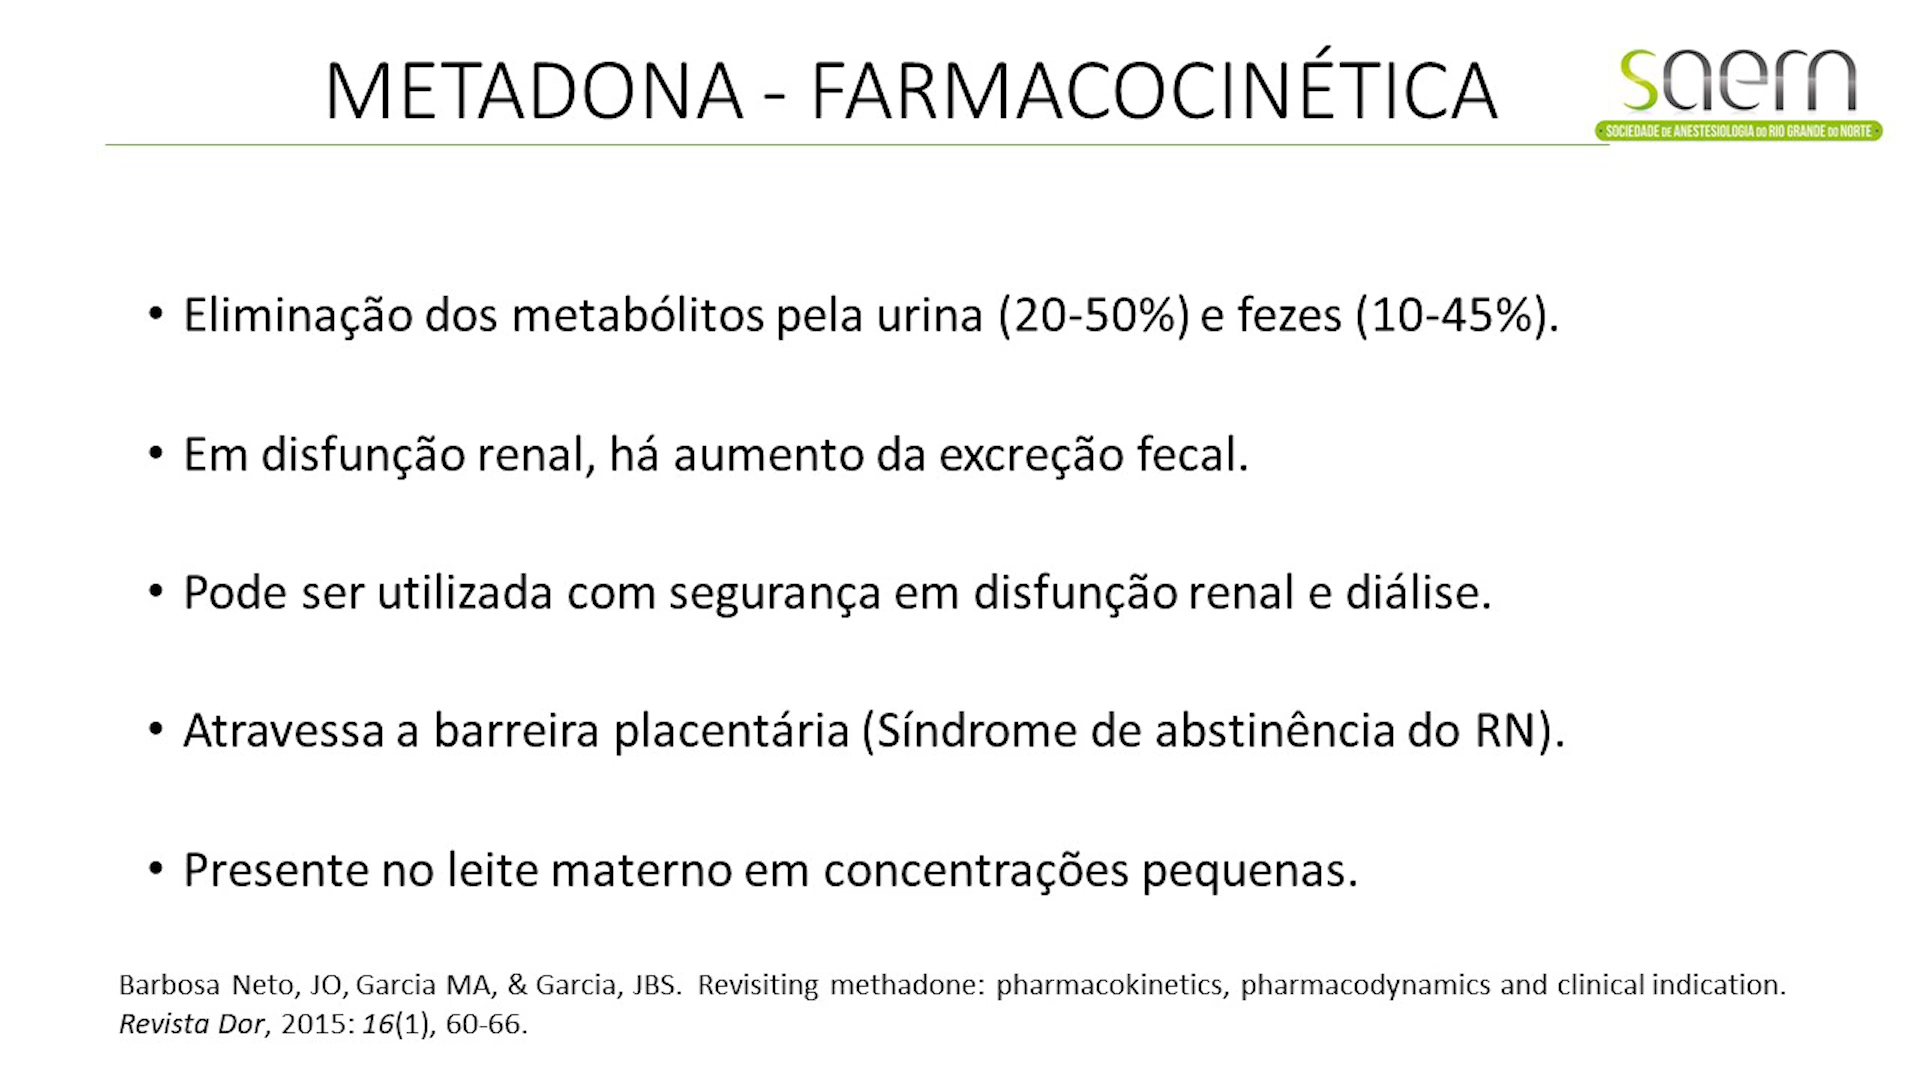 METADONA - FARMACOCINÉTICA
saern
SOCIEDADE DE ANESTESIOLOGIA DO RIO GRANDE DO NORTE
• Eliminação dos metabólitos pela urina (20-50%) e fezes (10-45%).
• Em disfunção renal, há aumento da excreção fecal.
• Pode ser utilizada com segurança em disfunção renal e diálise.
• Atravessa a barreira placentária (Síndrome de abstinência do RN).
• Presente no leite materno em concentrações pequenas.
Barbosa Neto, JO, Garcia MA, & Garcia, JBS. Revisiting methadone: pharmacokinetics, pharmacodynamics and clinical indication.
Revista Dor, 2015: 16(1), 60-66.